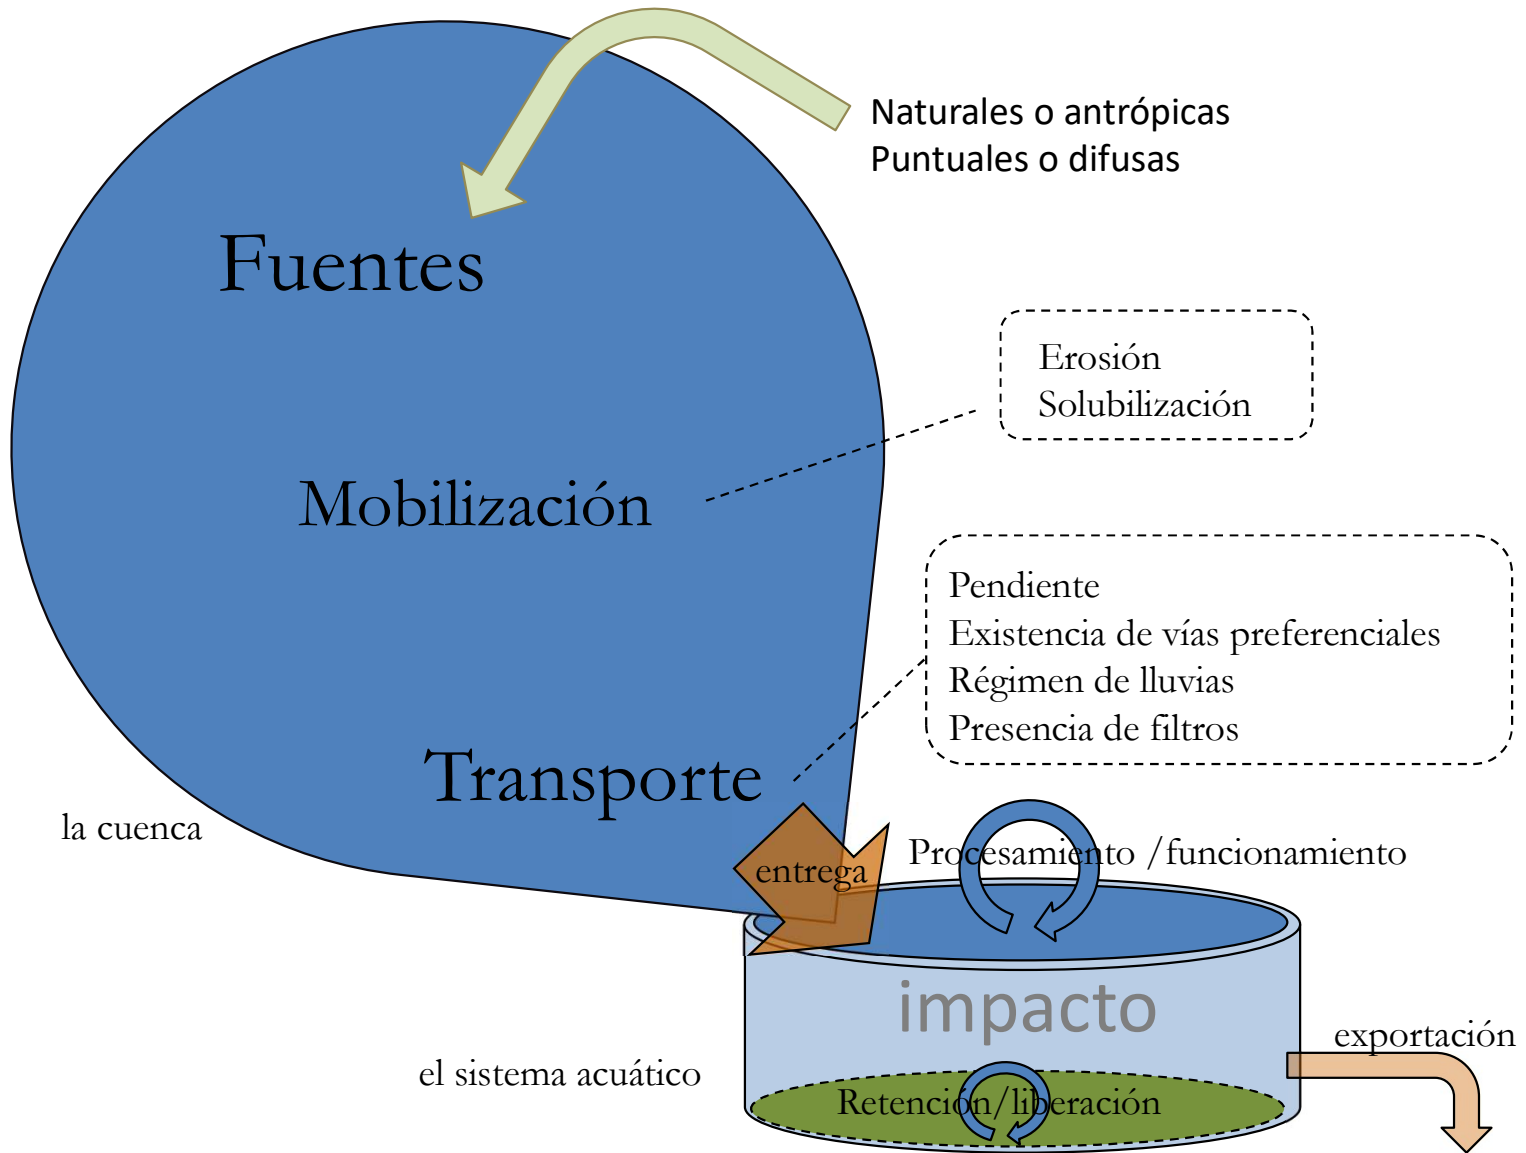 Naturales o antrópicas
Puntuales o difusas
Fuentes
Erosión
Solubilización
Mobilización
Pendiente
Existencia de vías preferenciales
Régimen de lluvias
Presencia de filtros
Transporte
la cuenca
entrega
Procesamiento /funcionamiento
impacto
exportación
el sistema acuático
Retención/liberación